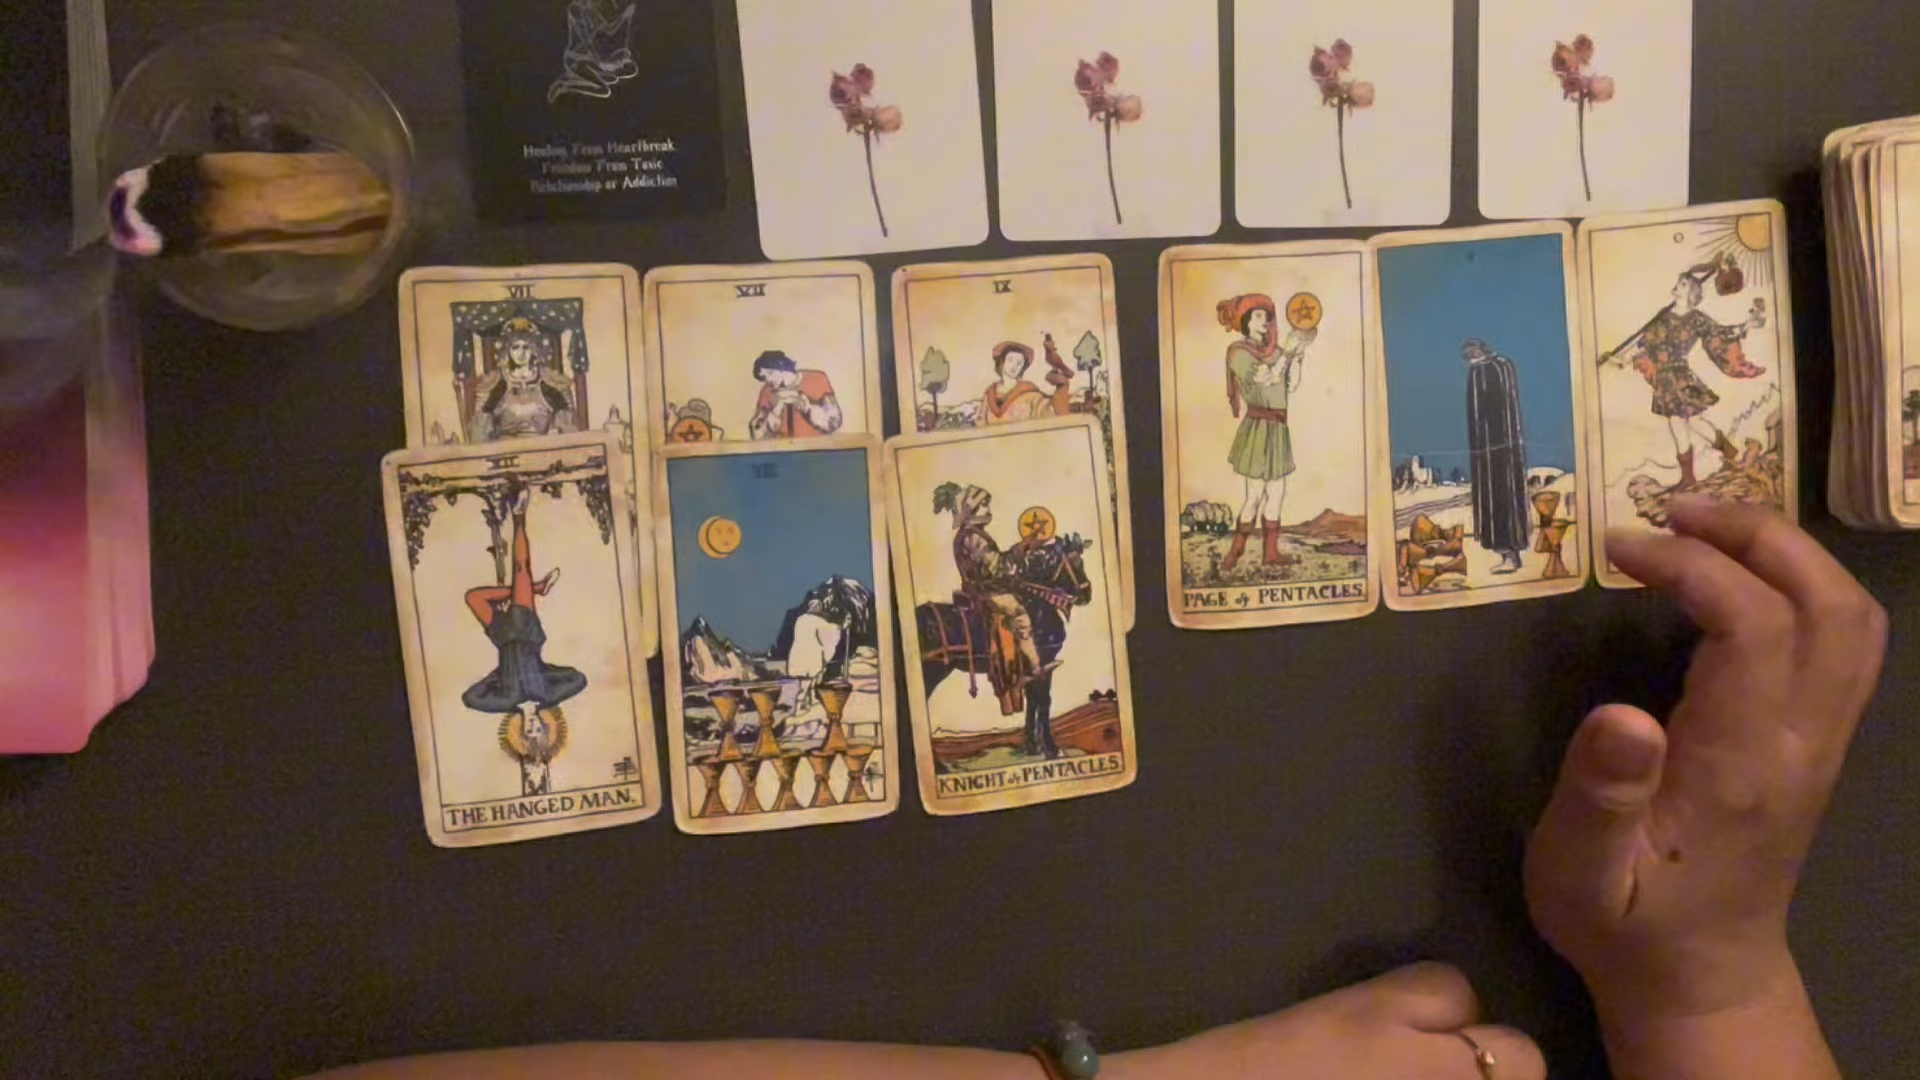 Healing From Heartbreak
Freedom From Toxic
Relationship or Addiction
VII
VII
IX
PAGE of PENTACLES
XII
THE HANGED MAN.
KNIGHT of PENTACLES